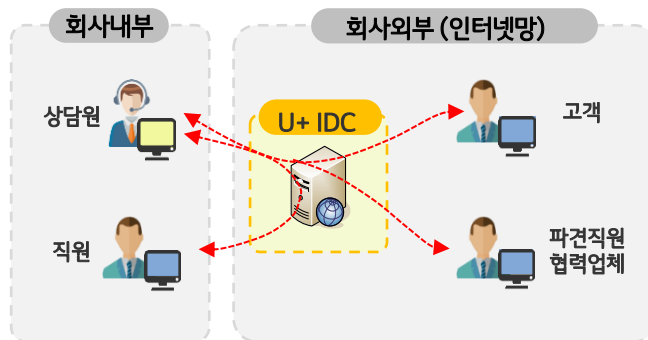 회사내부
회사외부 (인터넷망)
상담원
U+ IDC
고객
직원
파견직원
협력업체